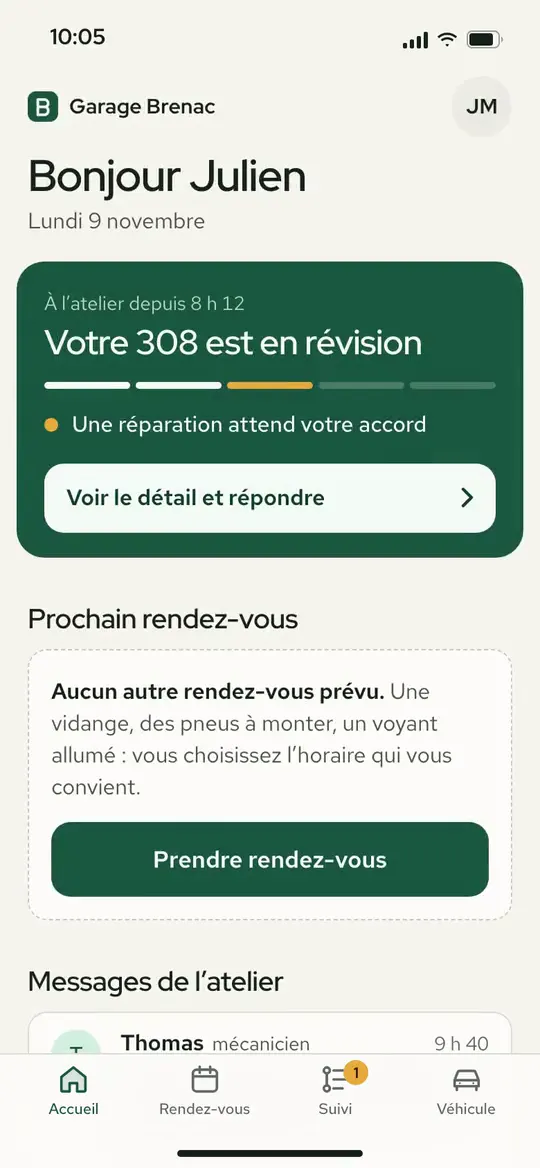 10:05
B Garage Brenac
JM
Bonjour Julien
Lundi 9 novembre
À l’atelier depuis 8 h 12
Votre 308 est en révision
Une réparation attend votre accord
Voir le détail et répondre
Prochain rendez-vous
Aucun autre rendez-vous prévu. Une
vidange, des pneus à monter, un voyant
allumé : vous choisissez l’horaire qui vous
convient.
Prendre rendez-vous
Messages de l’atelier
T
Thomas mécanicien 9 h 40
1
Accueil Rendez-vous Suivi Véhicule